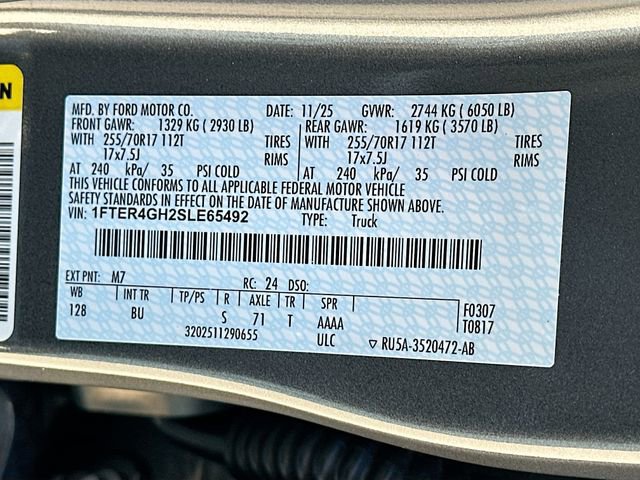 N
MFD. BY FORD MOTOR CO. DATE: 11/25 GVWR: 2744 KG ( 6050 LB)
FRONT GAWR: 1329 KG ( 2930 LB) REAR GAWR: 1619 KG ( 3570 LB)
WITH 255/70R17 112T TIRES WITH 255/70R17 112T TIRES
17x7.5J RIMS 17x7.5J RIMS
AT 240 kPa/ 35 PSI COLD AT 240 kPa/ 35 PSI COLD
THIS VEHICLE CONFORMS TO ALL APPLICABLE FEDERAL MOTOR VEHICLE
SAFETY STANDARDS IN EFFECT ON THE DATE OF MANUFACTURE SHOWN ABOVE.
VIN: 1FTER4GH2SLE65492 TYPE: Truck
EXT PNT: M7 RC: 24 DSO:
WB INT TR TP/PS R AXLE TR SPR F0307
128 BU S 71 T AAAA T0817
3202511290655 ULC ▽ RU5A-3520472-AB